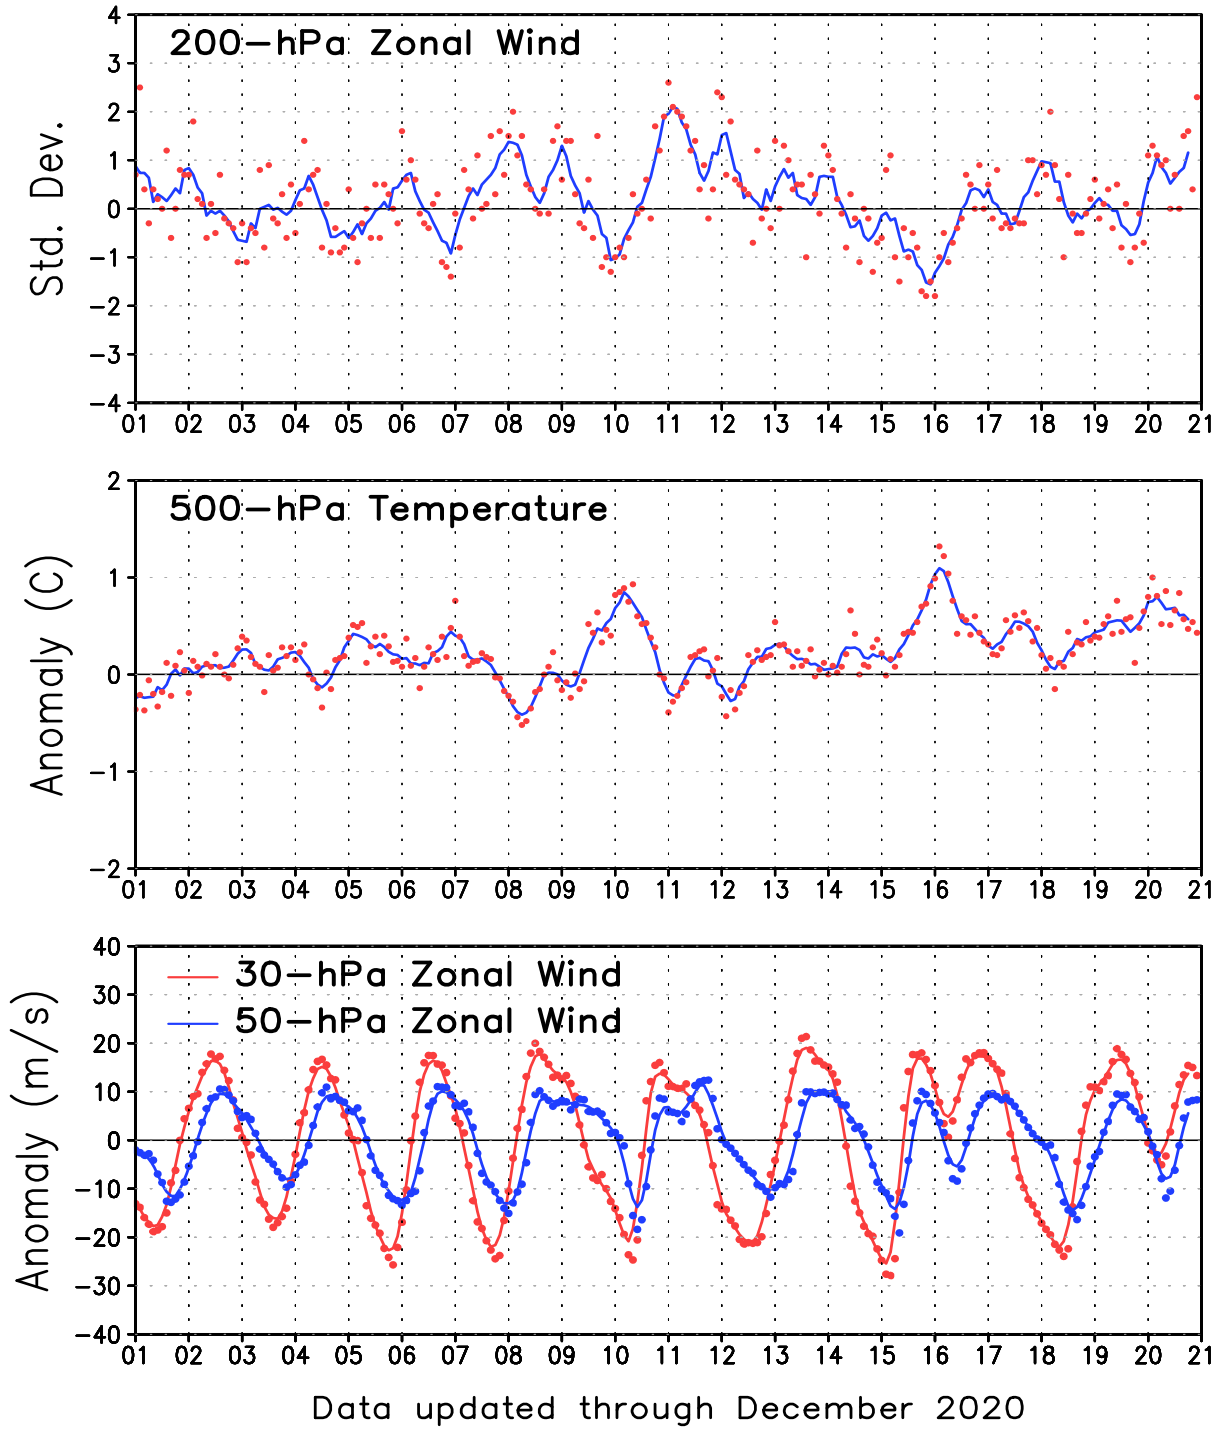 200-hPa Zonal Wind
Std. Dev.
4
3
2
1
0
-1
-2
-3
-4
01 02 03 04 05 06 07 08 09 10 11 12 13 14 15 16 17 18 19 20 21
500-hPa Temperature
Anomaly (C)
2
1
0
-1
-2
01 02 03 04 05 06 07 08 09 10 11 12 13 14 15 16 17 18 19 20 21
30-hPa Zonal Wind
50-hPa Zonal Wind
Anomaly (m/s)
40
30
20
10
0
-10
-20
-30
-40
01 02 03 04 05 06 07 08 09 10 11 12 13 14 15 16 17 18 19 20 21
Data updated through December 2020